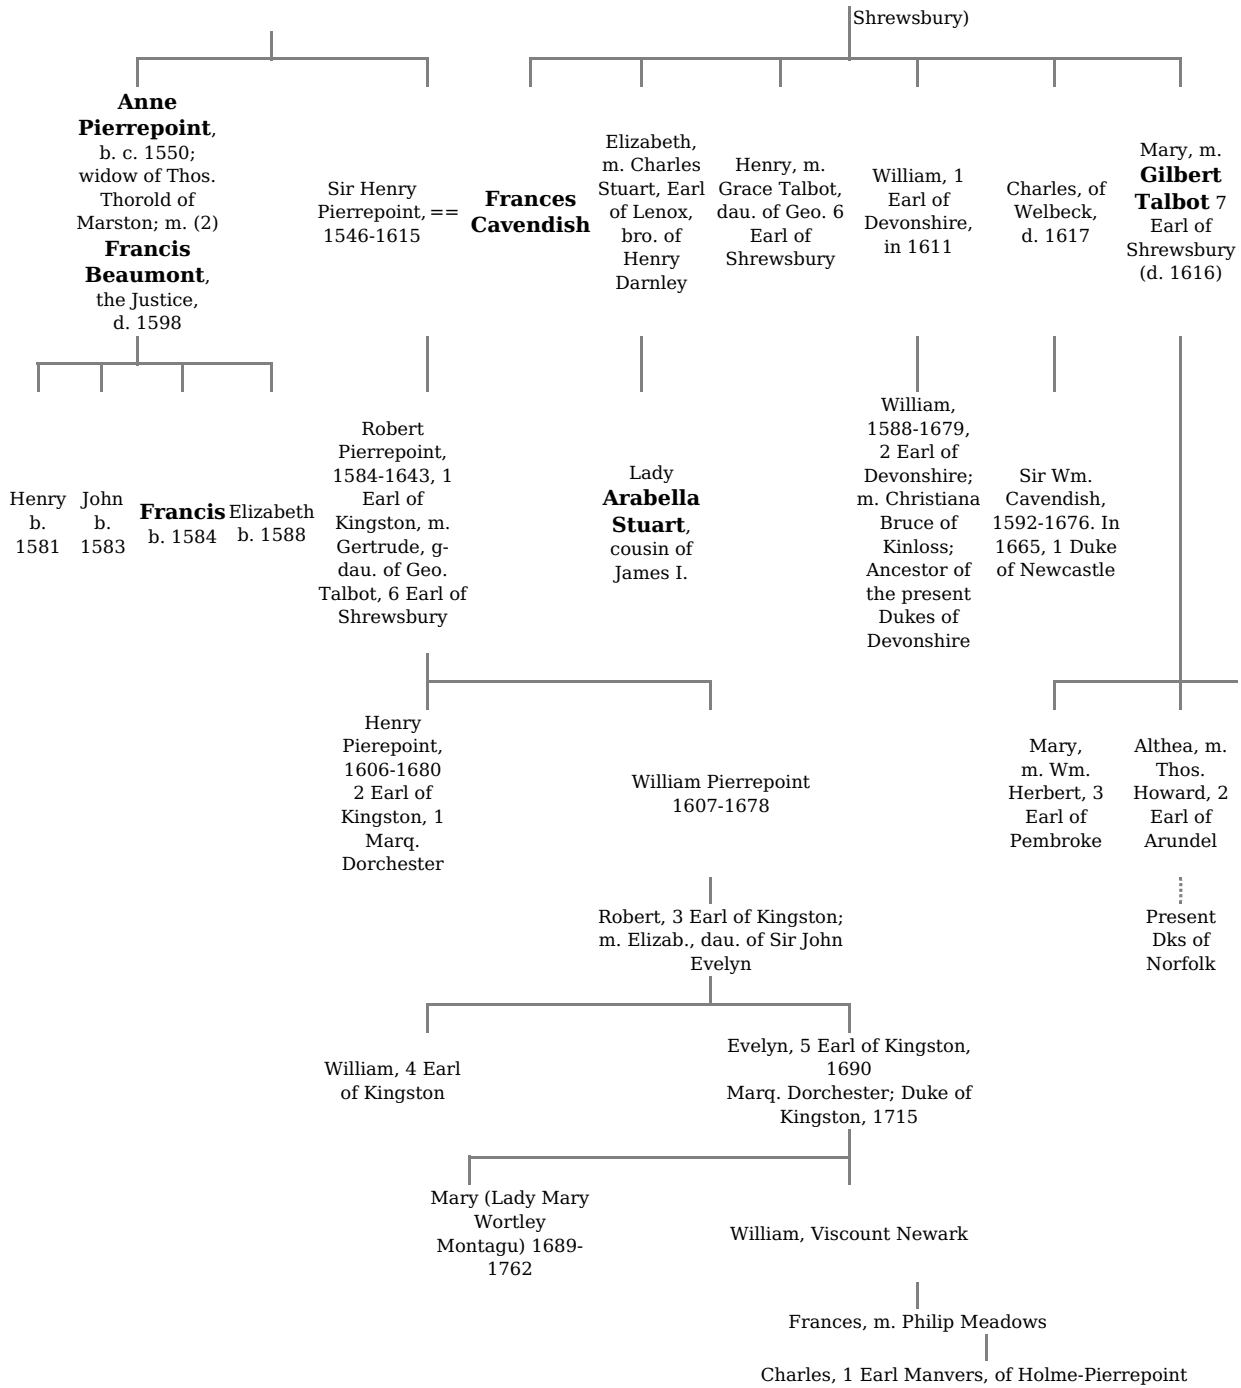 Shrewsbury)
Anne
Pierrepoint,
b. c. 1550;
widow of Thos.
Thorold of
Marston; m. (2)
Francis
Beaumont,
the Justice,
d. 1598
Sir Henry
Pierrepoint, ==
1546-1615
Frances
Cavendish
Elizabeth,
m. Charles
Stuart, Earl
of Lenox,
bro. of
Henry
Darnley
Henry, m.
Grace Talbot,
dau. of Geo. 6
Earl of
Shrewsbury
William, 1
Earl of
Devonshire,
in 1611
Charles, of
Welbeck,
d. 1617
Mary, m.
Gilbert
Talbot 7
Earl of
Shrewsbury
(d. 1616)
Henry
b.
1581
John
b.
1583
Francis
b. 1584
Elizabeth
b. 1588
Robert
Pierrepoint,
1584-1643, 1
Earl of
Kingston, m.
Gertrude, g-
dau. of Geo.
Talbot, 6 Earl of
Shrewsbury
Lady
Arabella
Stuart,
cousin of
James I.
William,
1588-1679,
2 Earl of
Devonshire;
m. Christiana
Bruce of
Kinloss;
Ancestor of
the present
Dukes of
Devonshire
Sir Wm.
Cavendish,
1592-1676. In
1665, 1 Duke
of Newcastle
Henry
Pierepoint,
1606-1680
2 Earl of
Kingston, 1
Marq.
Dorchester
William Pierrepoint
1607-1678
Mary,
m. Wm.
Herbert, 3
Earl of
Pembroke
Althea, m.
Thos.
Howard, 2
Earl of
Arundel
Robert, 3 Earl of Kingston;
m. Elizab., dau. of Sir John
Evelyn
Present
Dks of
Norfolk
William, 4 Earl
of Kingston
Evelyn, 5 Earl of Kingston,
1690
Marq. Dorchester; Duke of
Kingston, 1715
Mary (Lady Mary
Wortley
Montagu) 1689-
1762
William, Viscount Newark
Frances, m. Philip Meadows
Charles, 1 Earl Manvers, of Holme-Pierrepoint